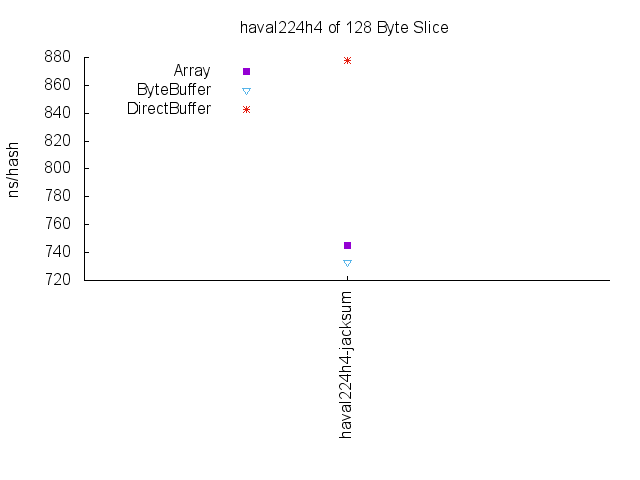 haval224h4 of 128 Byte Slice
ns/hash
880
860
840
820
800
780
760
740
720
Array
ByteBuffer
DirectBuffer
haval224h4-jacksum